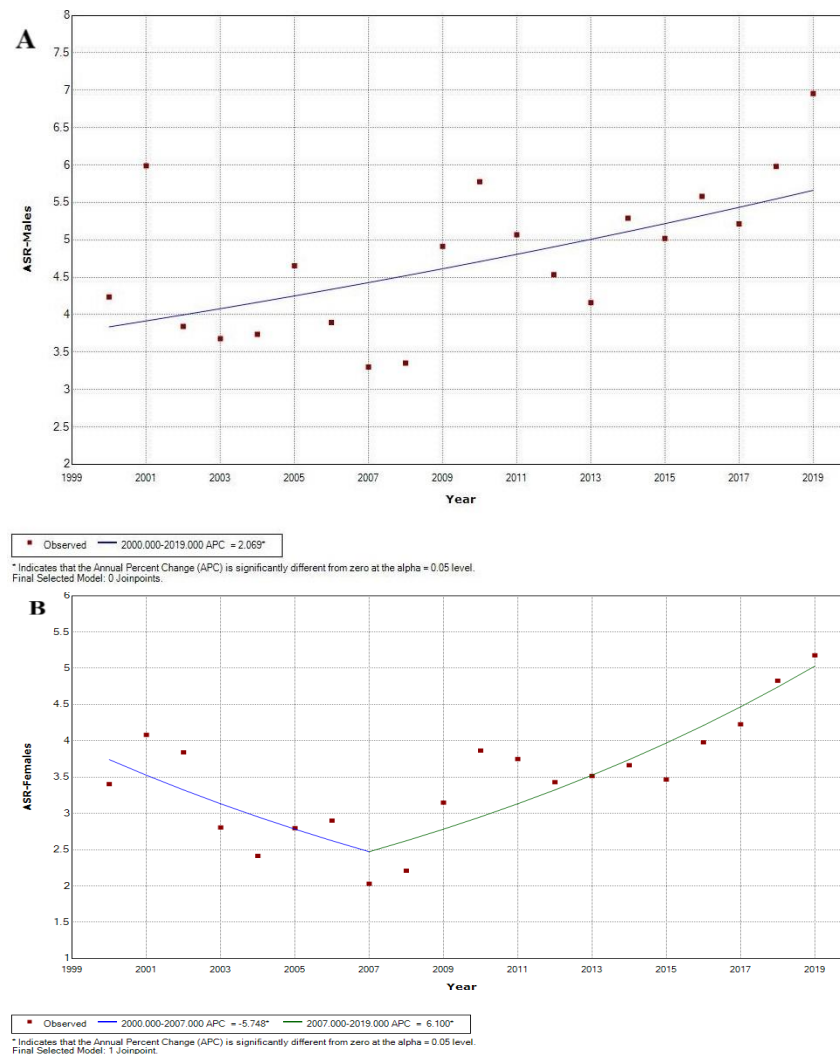 A
8
7.5
7
6.5
6
5.5
5
4.5
4
3.5
3
2.5
2
ASR-Males
1999 2001 2003 2005 2007 2009 2011 2013 2015 2017 2019
Year
Observed 2000.000-2019.000 APC = 2.069*
* Indicates that the Annual Percent Change (APC) is significantly different from zero at the alpha = 0.05 level.
Final Selected Model: 0 Joinpoints.
B
6
5.5
5
4.5
4
3.5
3
2.5
2
1.5
1
ASR-Females
1999 2001 2003 2005 2007 2009 2011 2013 2015 2017 2019
Year
Observed 2000.000-2007.000 APC = -5.748* 2007.000-2019.000 APC = 6.100*
* Indicates that the Annual Percent Change (APC) is significantly different from zero at the alpha = 0.05 level.
Final Selected Model: 1 Joinpoint.